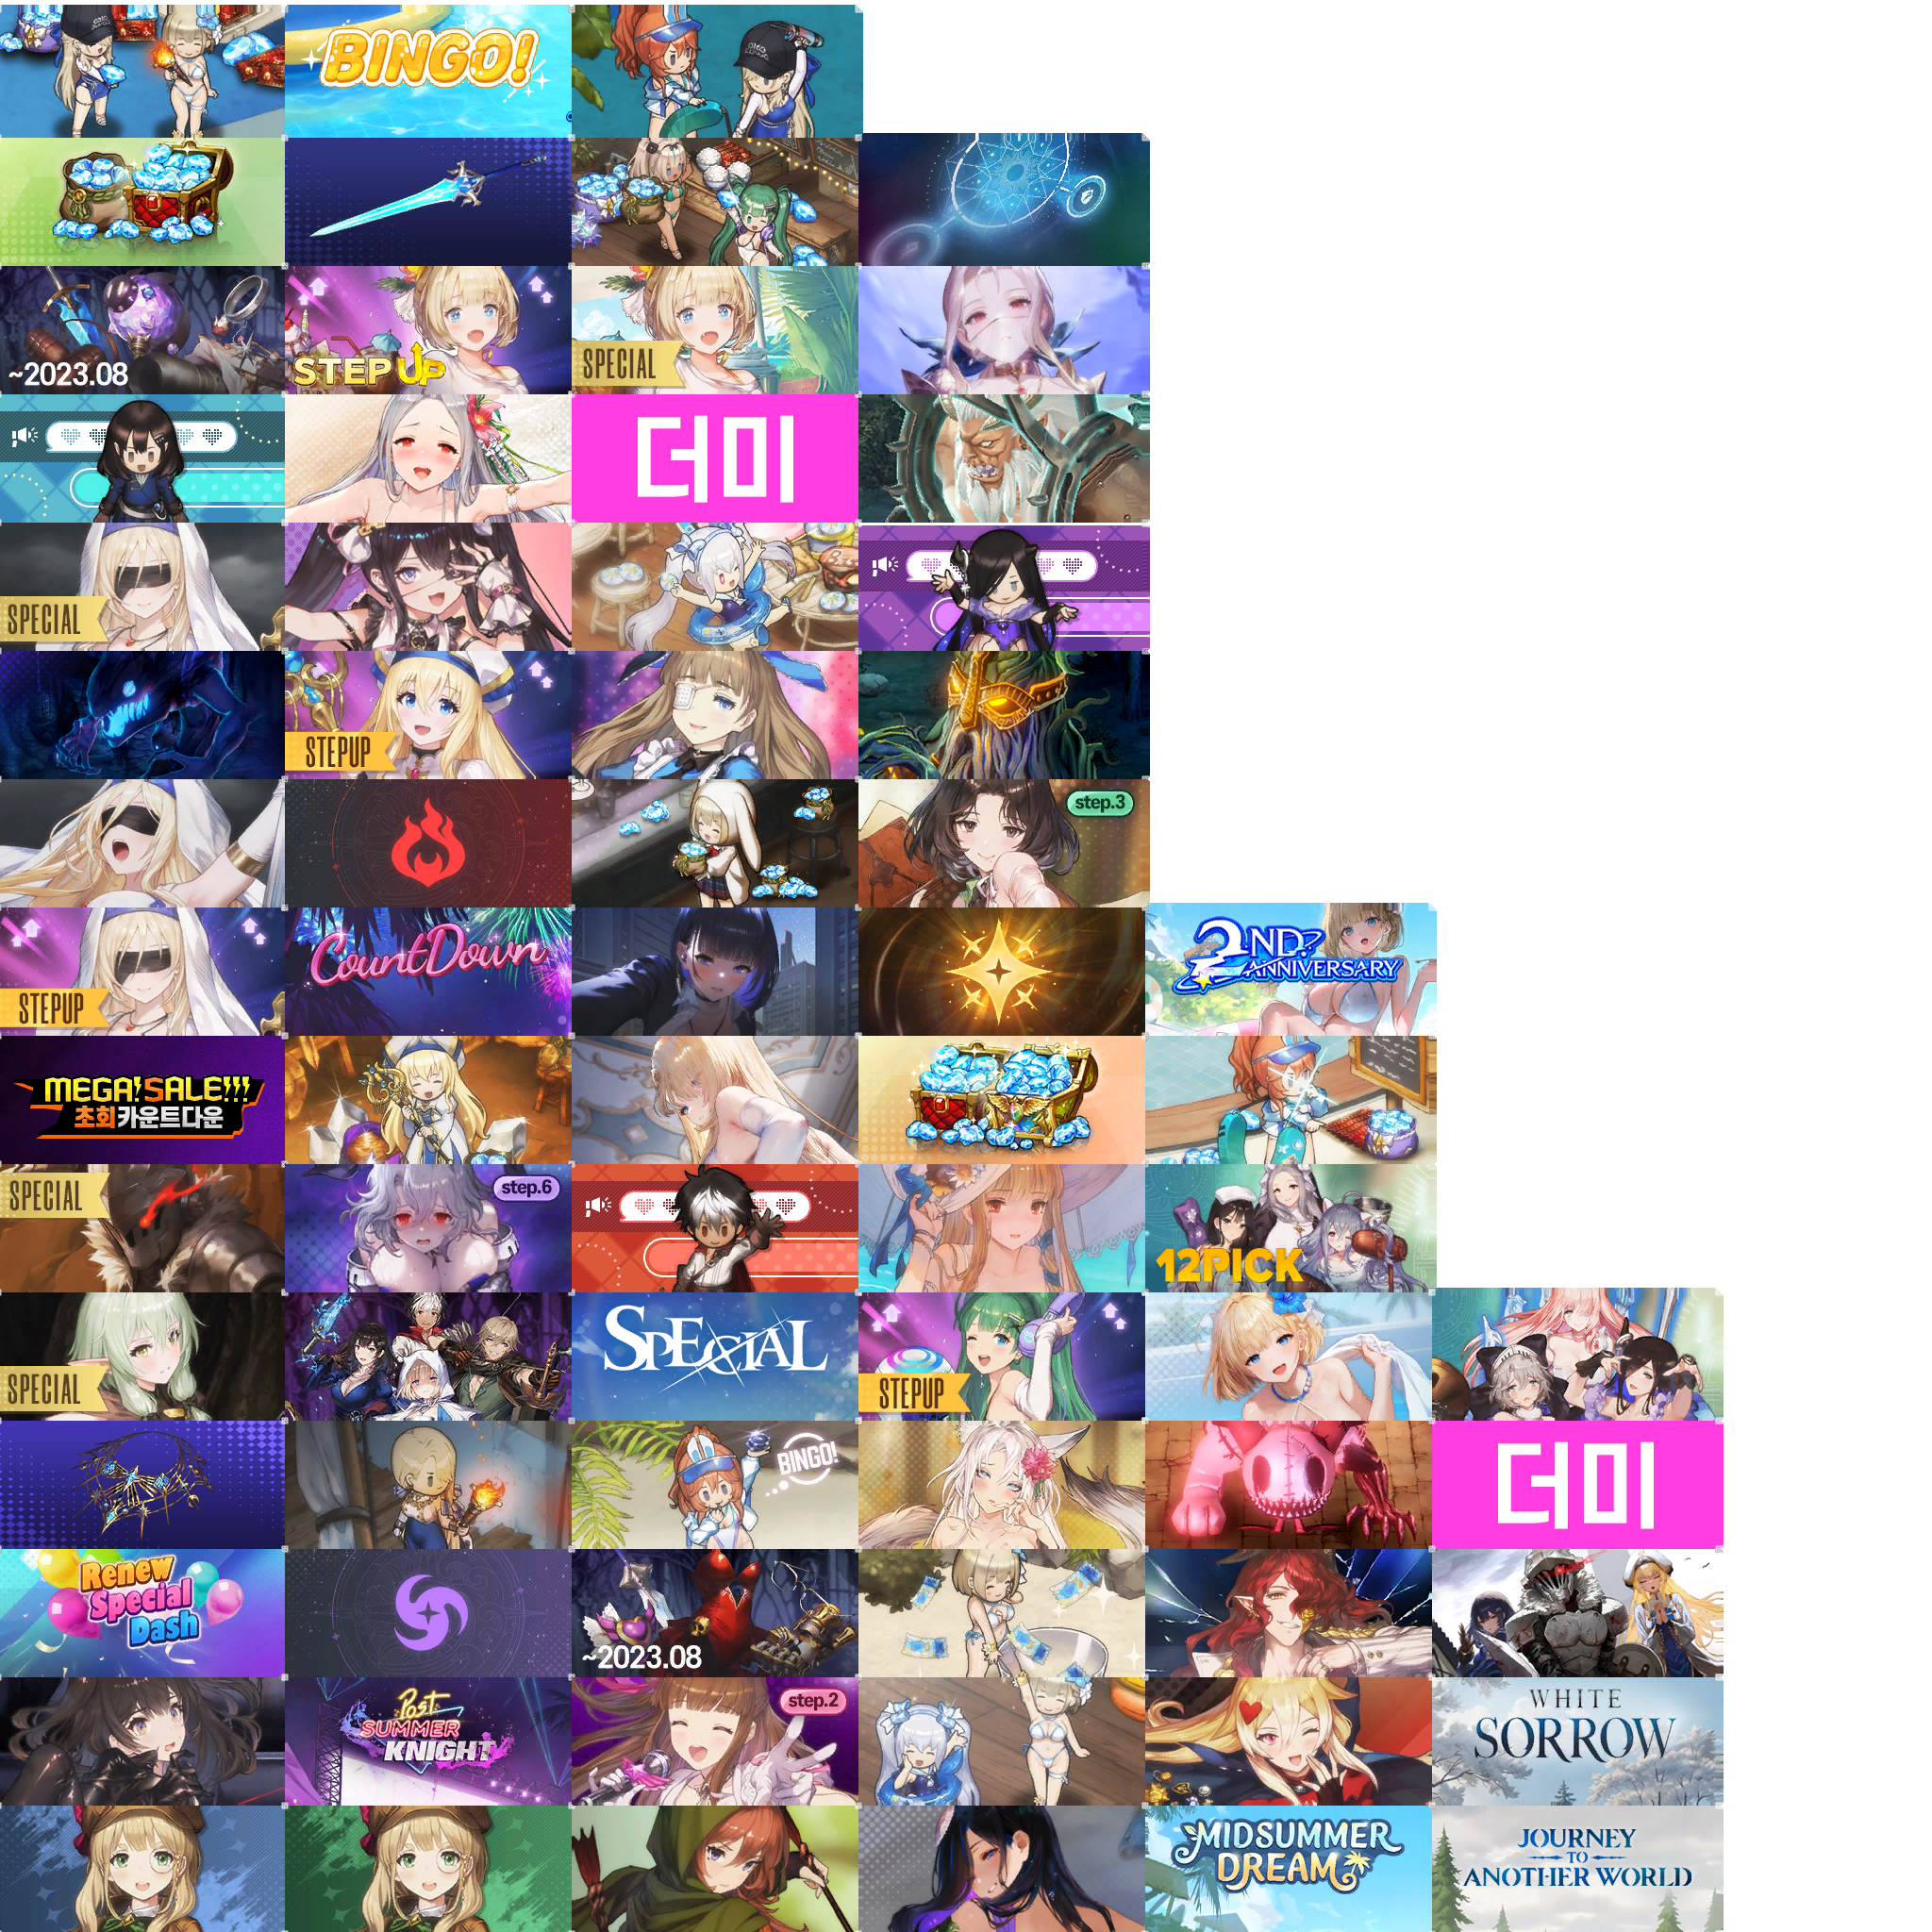 BINGO!
~2023.08
STEP UP
SPECIAL
더미
SPECIAL
STEPUP
step.3
STEPUP
CountDown
2ND
ANNIVERSARY
MEGA!SALE!!!
초회카운트다운
SPECIAL
step.6
12PICK
SPECIAL
SPECIAL
STEPUP
BINGO!
더미
Renew
Special
Dash
~2023.08
Post
SUMMER
KNIGHT
step.2
WHITE
SORROW
MIDSUMMER
DREAM
JOURNEY
TO
ANOTHER WORLD